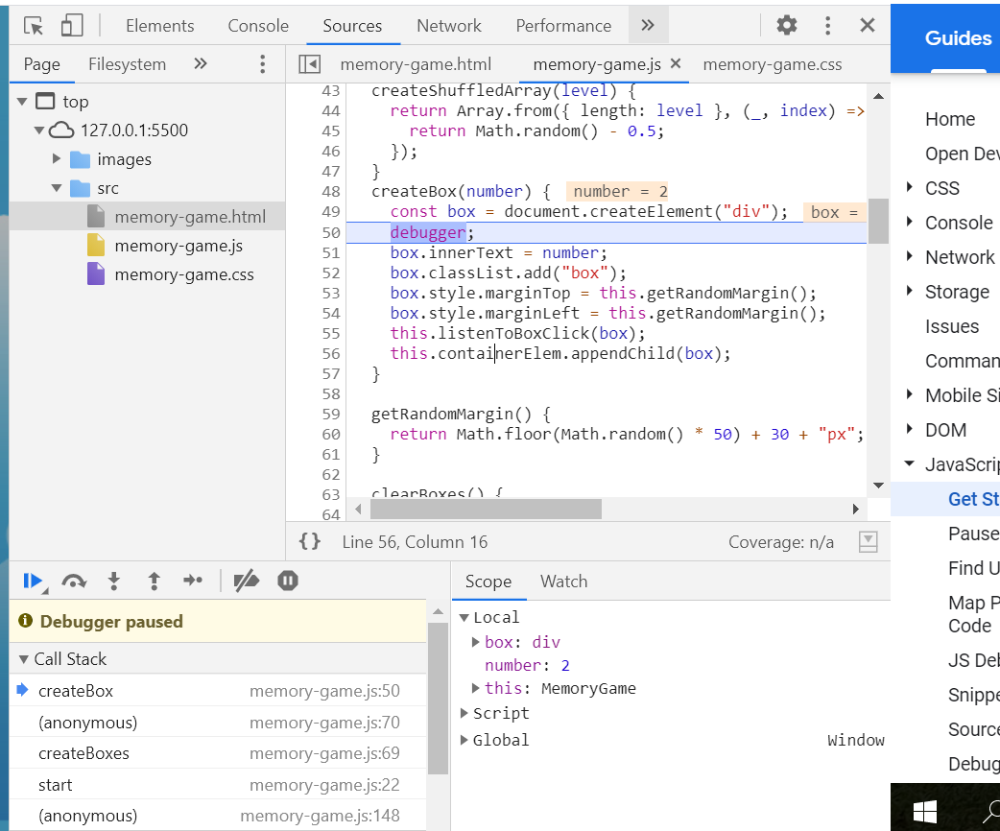 Elements Console Sources Network Performance »
Page Filesystem »
top
127.0.0.1:5500
images
src
memory-game.html
memory-game.js
memory-game.css
memory-game.html memory-game.js × memory-game.css
43 createShuffledArray(level) {
44 return Array.from({ length: level }, (_, index) =>
45 return Math.random() - 0.5;
46 });
47 }
48 createBox(number) { number = 2
49 const box = document.createElement("div"); box =
50 debugger;
51 box.innerText = number;
52 box.classList.add("box");
53 box.style.marginTop = this.getRandomMargin();
54 box.style.marginLeft = this.getRandomMargin();
55 this.listenToBoxClick(box);
56 this.containerElem.appendChild(box);
57 }
58
59 getRandomMargin() {
60 return Math.floor(Math.random() * 50) + 30 + "px";
61 }
62
63 clearBoxes() {
64
{} Line 56, Column 16 Coverage: n/a
Debugger paused
Call Stack
createBox memory-game.js:50
(anonymous) memory-game.js:70
createBoxes memory-game.js:69
start memory-game.js:22
(anonymous) memory-game.js:148
Scope Watch
Local
box: div
number: 2
this: MemoryGame
Script
Global Window
Guides
Home
Open Dev
CSS
Console
Network
Storage
Issues
Comman
Mobile Si
DOM
JavaScrip
Get St
Pause
Find U
Map P
Code
JS Deb
Snippe
Source
Debug